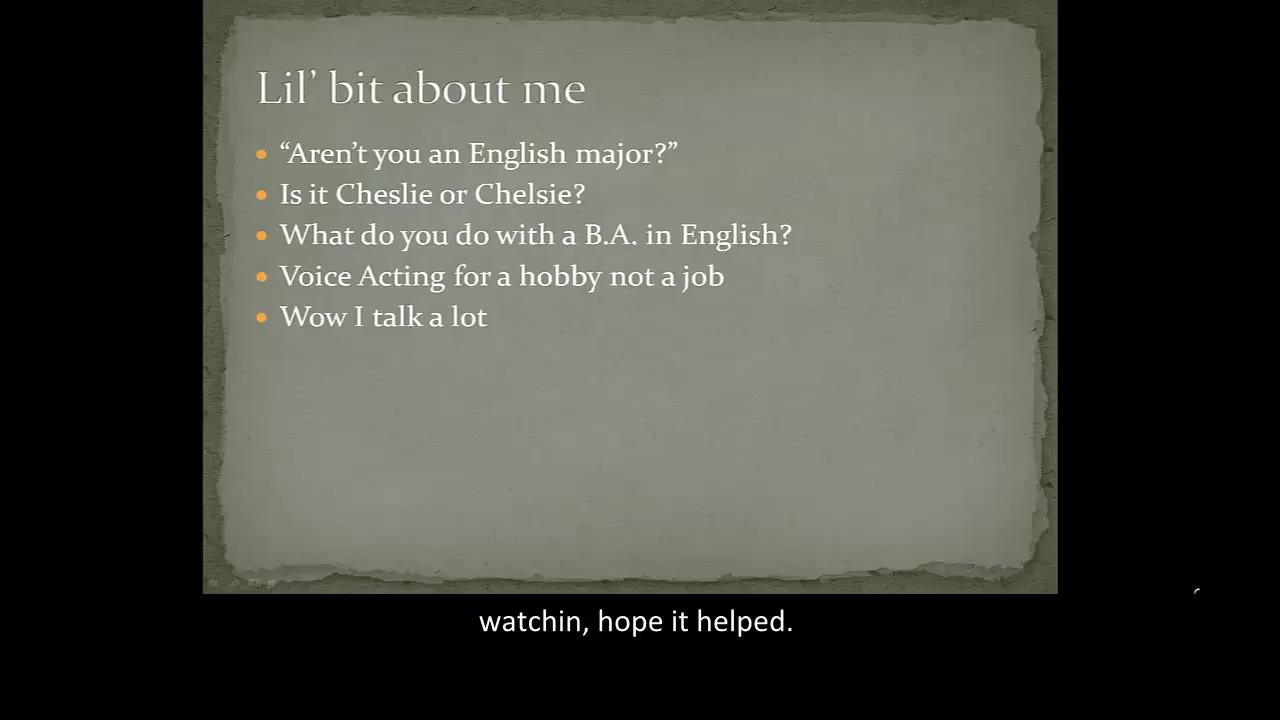 Lil’ bit about me
“Aren’t you an English major?”
Is it Cheslie or Chelsie?
What do you do with a B.A. in English?
Voice Acting for a hobby not a job
Wow I talk a lot
watchin, hope it helped.